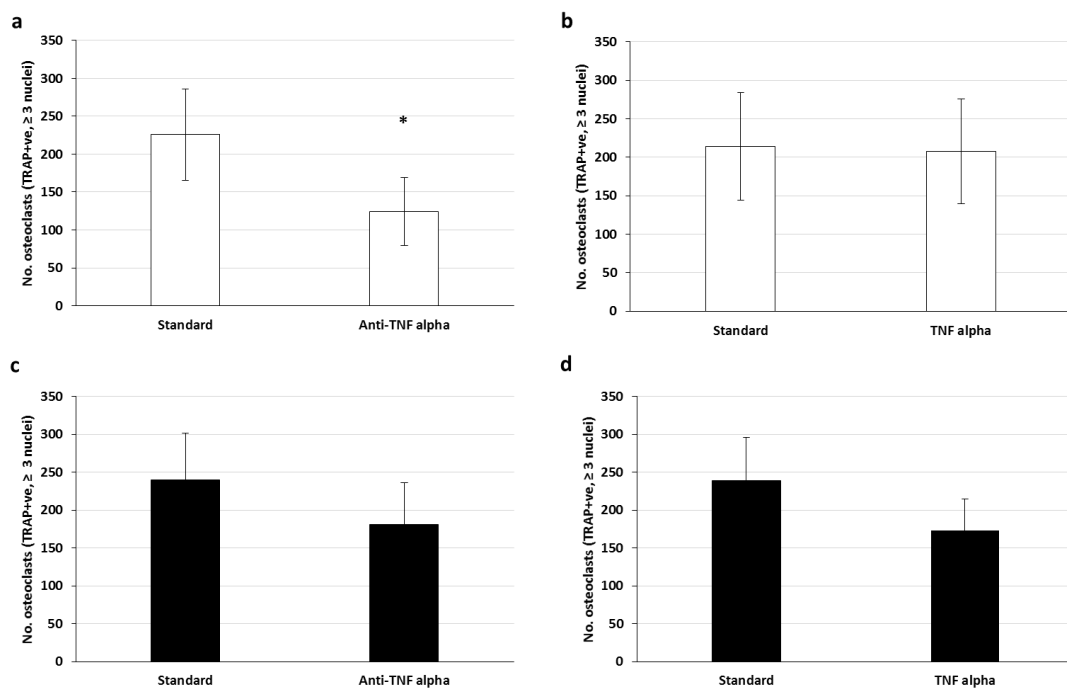 a
No. osteoclasts (TRAP+ve, ≥ 3 nuclei)
350
300
250
200
150
100
50
0
*
Standard
Anti-TNF alpha
b
No. osteoclasts (TRAP+ve, ≥ 3 nuclei)
350
300
250
200
150
100
50
0
Standard
TNF alpha
c
No. osteoclasts (TRAP+ve, ≥ 3 nuclei)
350
300
250
200
150
100
50
0
Standard
Anti-TNF alpha
d
No. osteoclasts (TRAP+ve, ≥ 3 nuclei)
350
300
250
200
150
100
50
0
Standard
TNF alpha